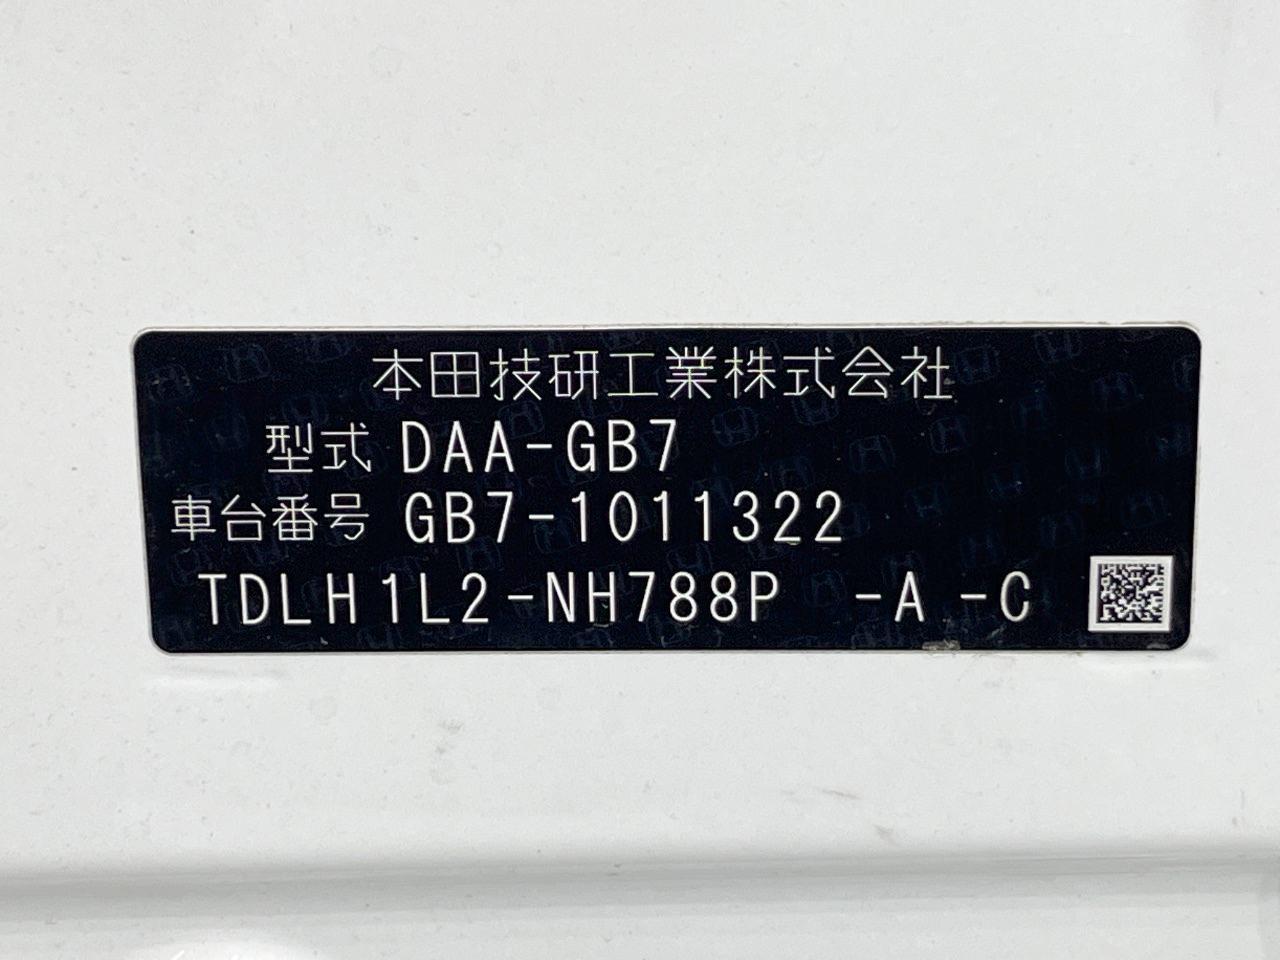 本田技研工業株式会社
型式 DAA-GB7
車台番号 GB7-1011322
TDLH1L2-NH788P -A -C